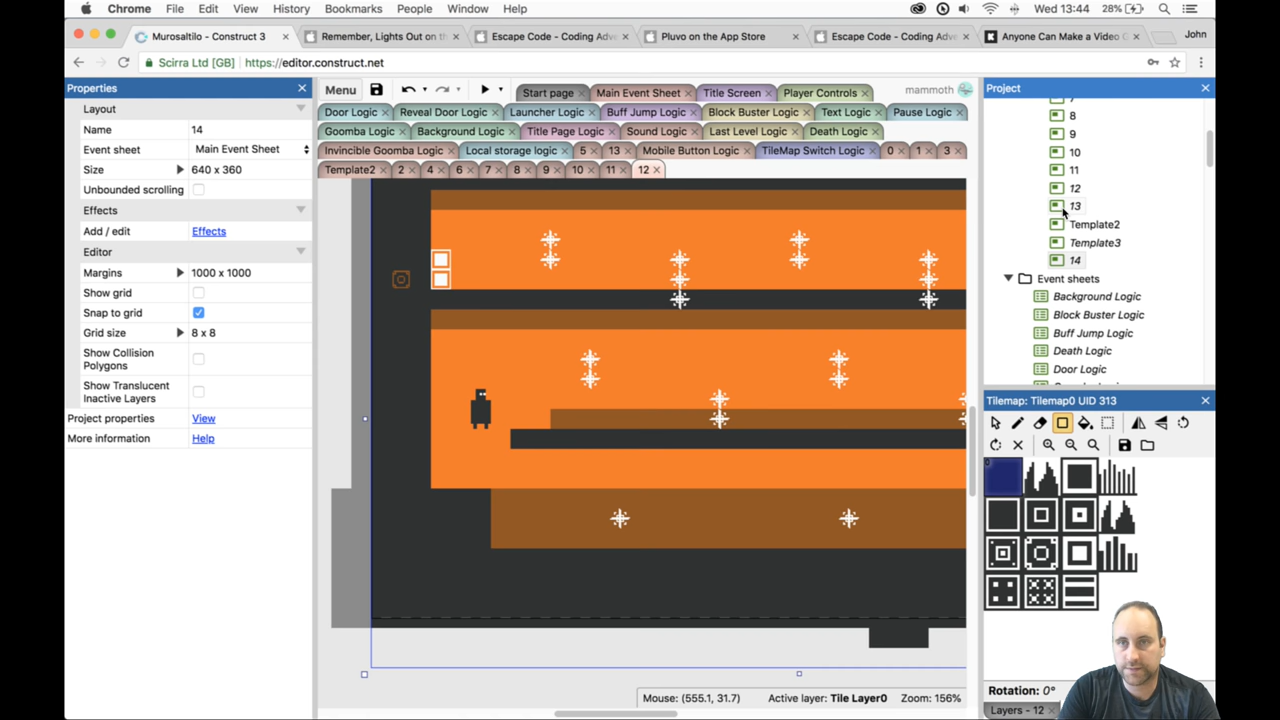 Chrome File Edit View History Bookmarks People Window Help Wed 13:44 28%
Murosaltilo - Construct 3 Remember, Lights Out on th Escape Code - Coding Adve Pluvo on the App Store Escape Code - Coding Adve Anyone Can Make a Video G John
Scirra Ltd [GB] https://editor.construct.net
Properties
Layout
Name 14
Event sheet Main Event Sheet
Size 640 x 360
Unbounded scrolling
Effects
Add / edit Effects
Editor
Margins 1000 x 1000
Show grid
Snap to grid
Grid size 8 x 8
Show Collision Polygons
Show Translucent Inactive Layers
Project properties View
More information Help
Menu Start page Main Event Sheet Title Screen Player Controls mammoth
Door Logic Reveal Door Logic Launcher Logic Buff Jump Logic Block Buster Logic Text Logic Pause Logic
Goomba Logic Background Logic Title Page Logic Sound Logic Last Level Logic Death Logic
Invincible Goomba Logic Local storage logic 5 13 Mobile Button Logic TileMap Switch Logic 0 1 3
Template2 2 4 6 7 8 9 10 11 12
Mouse: (555.1, 31.7) Active layer: Tile Layer0 Zoom: 156%
Project
8
9
10
11
12
13
Template2
Template3
14
Event sheets
Background Logic
Block Buster Logic
Buff Jump Logic
Death Logic
Door Logic
Tilemap: Tilemap0 UID 313
Rotation: 0°
Layers - 12